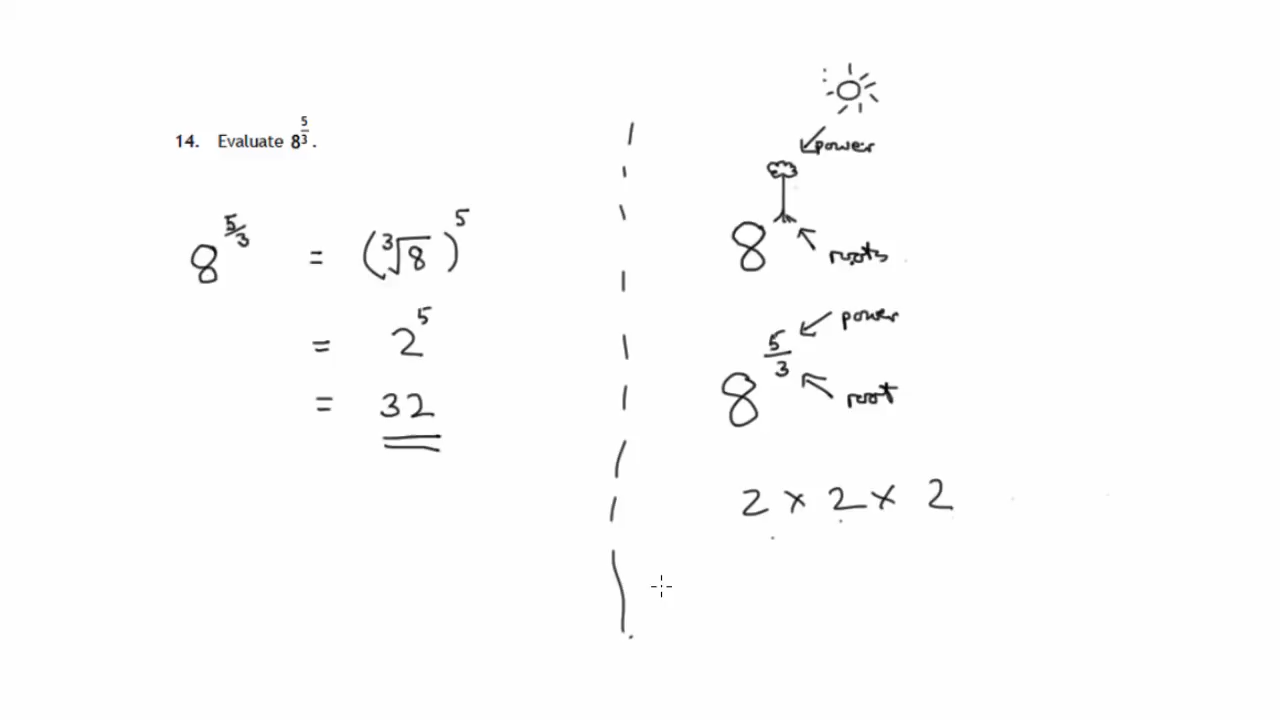 14. Evaluate 8^{5/3}.
8^{5/3} = (∛8)^5
= 2^5
= 32
power
8
roots
power
8^{5/3}
root
2 × 2 × 2